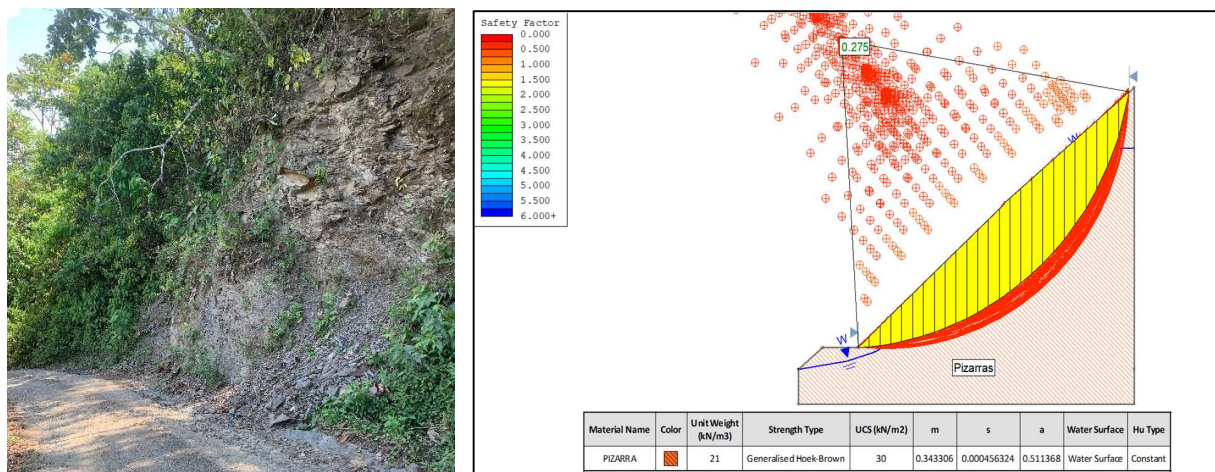 Safety Factor
0.000
0.500
1.000
1.500
2.000
2.500
3.000
3.500
4.000
4.500
5.000
5.500
6.000+
0.275
W
W
Pizarras
Material Name Color Unit Weight (kN/m3) Strength Type UCS (kN/m2) m s a Water Surface Hu Type
PIZARRA 21 Generalised Hoek-Brown 30 0.343306 0.000456324 0.511368 Water Surface Constant